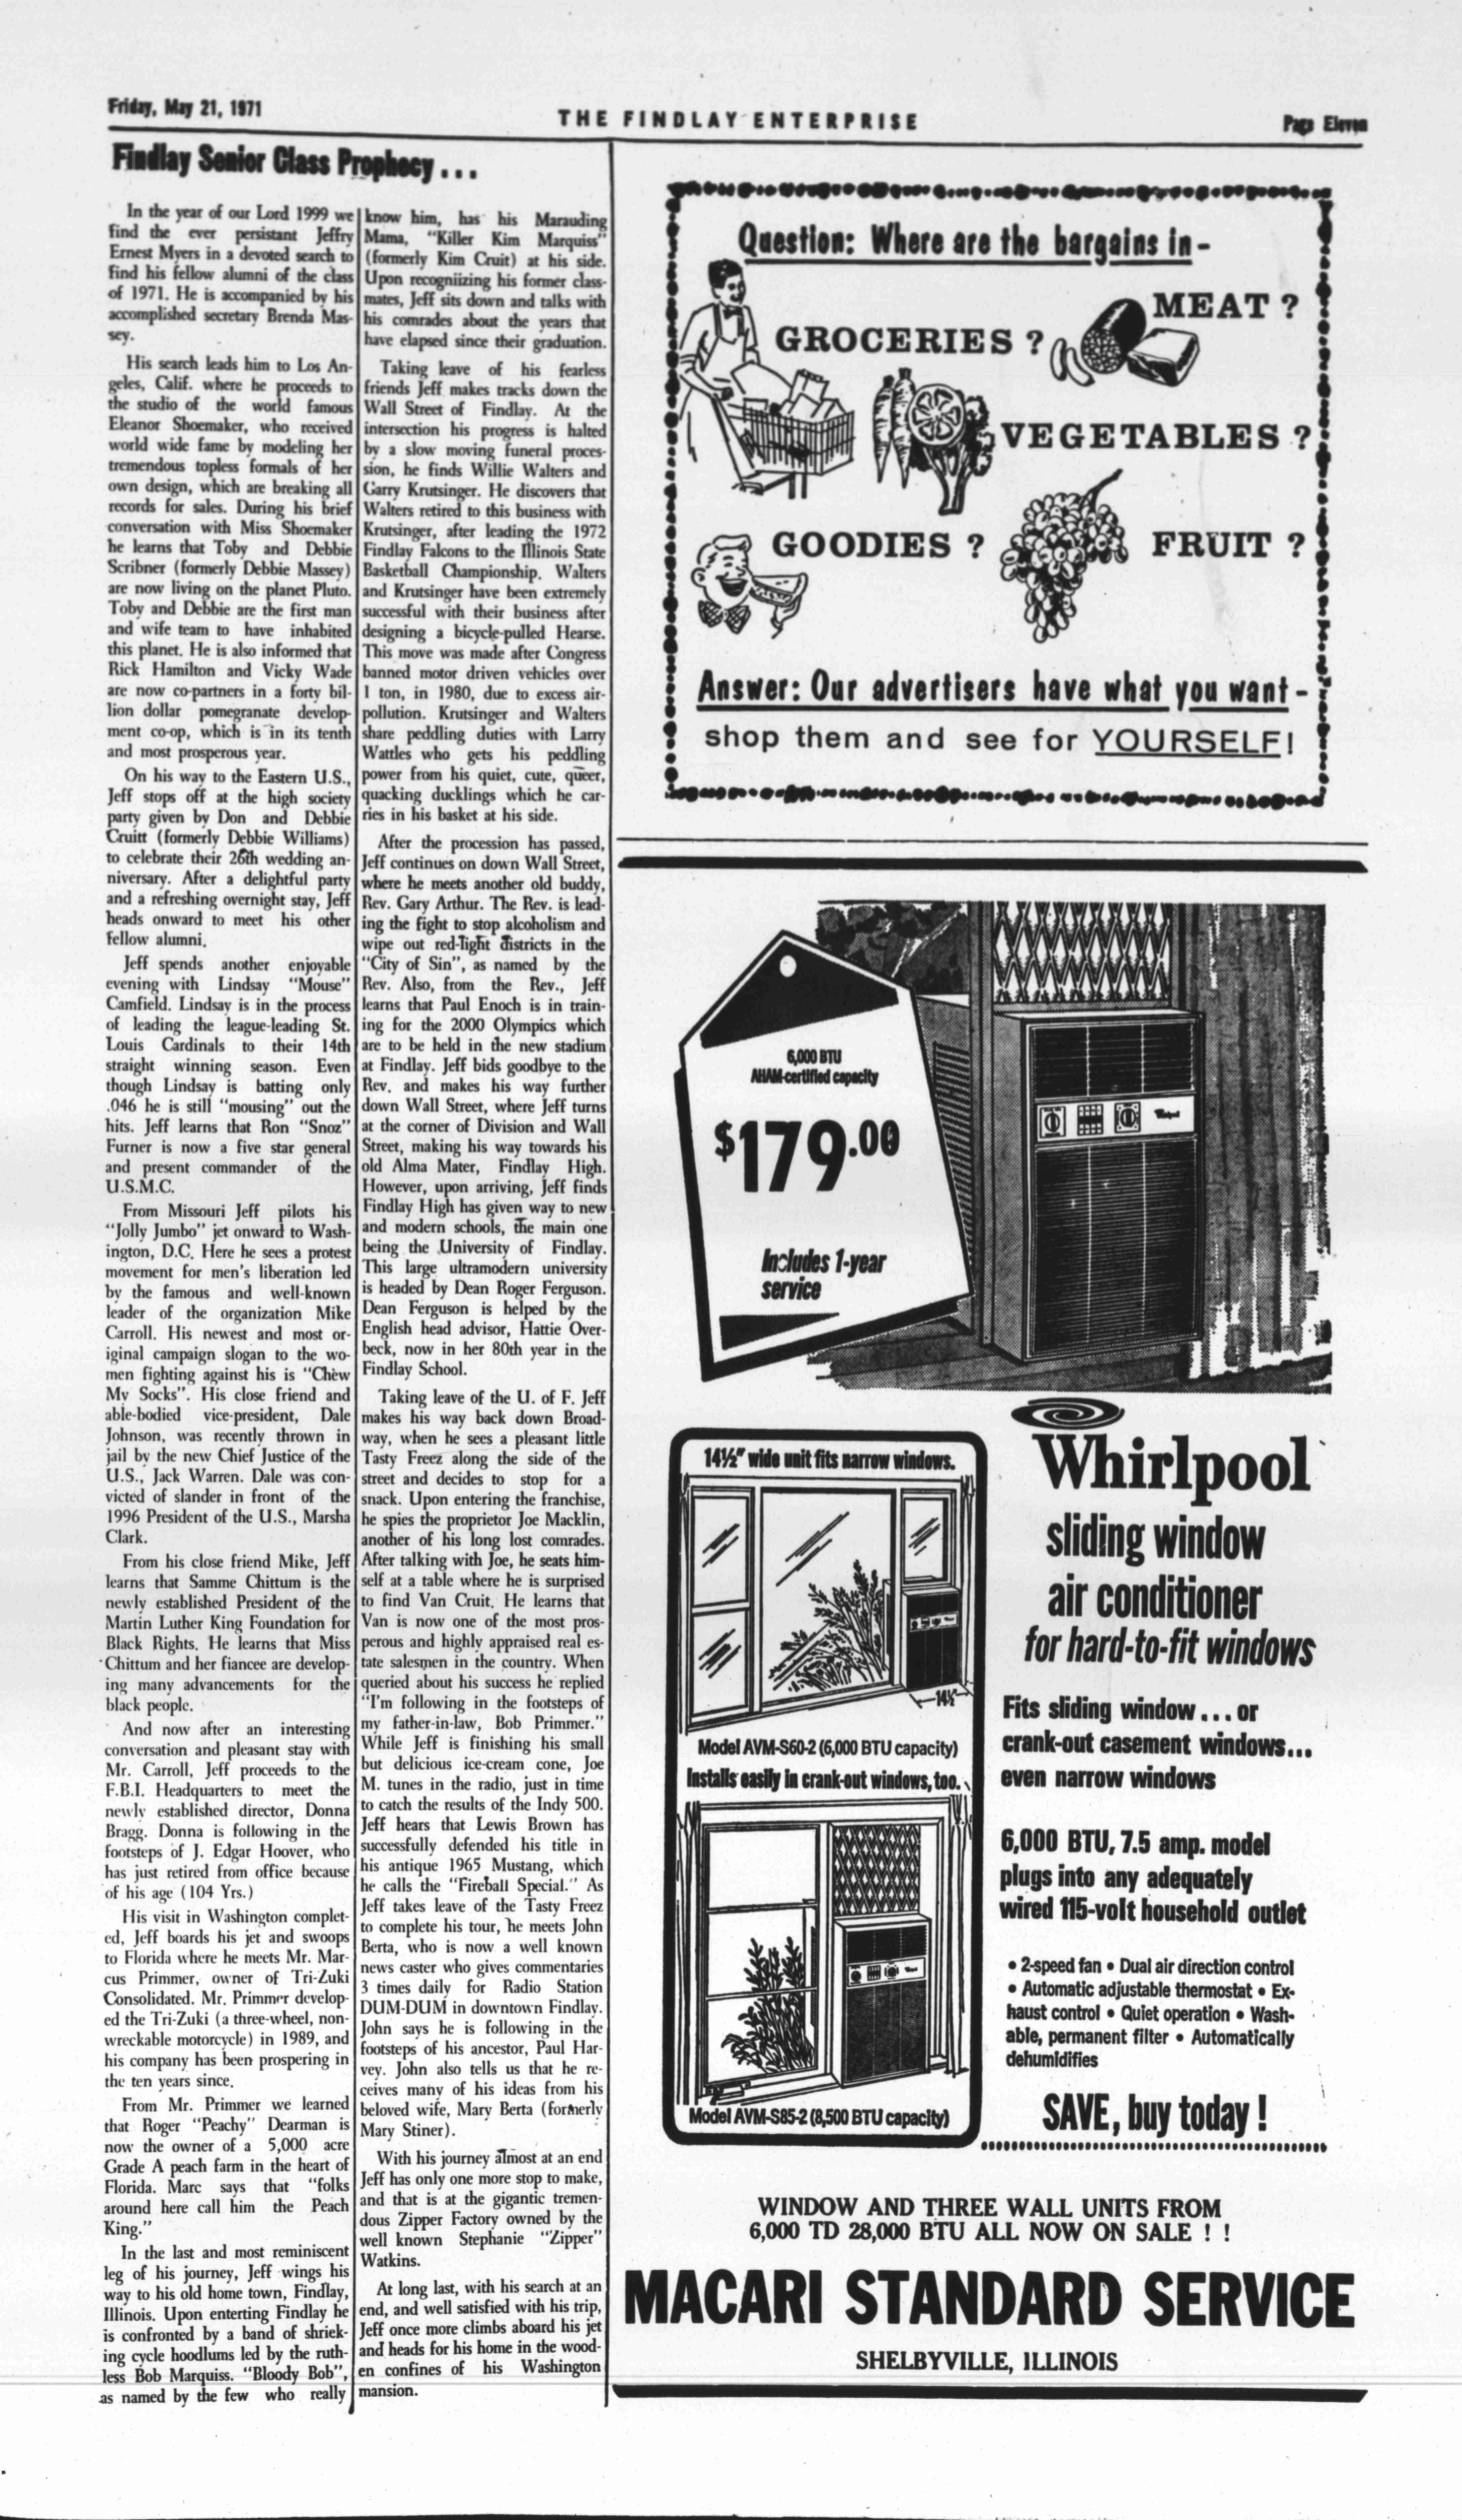 Friday, May 21, 1971
THE FINDLAY ENTERPRISE
Page Eleven
Findlay Senior Class Prophecy . . .
In the year of our Lord 1999 we
find the ever persistant Jeffry
Ernest Myers in a devoted search to
find his fellow alumni of the class
of 1971. He is accompanied by his
accomplished secretary Brenda Mas-
sey.
His search leads him to Los An-
geles, Calif. where he proceeds to
the studio of the world famous
Eleanor Shoemaker, who received
world wide fame by modeling her
tremendous topless formals of her
own design, which are breaking all
records for sales. During his brief
conversation with Miss Shoemaker
he learns that Toby and Debbie
Scribner (formerly Debbie Massey)
are now living on the planet Pluto.
Toby and Debbie are the first man
and wife team to have inhabited
this planet. He is also informed that
Rick Hamilton and Vicky Wade
are now co-partners in a forty bil-
lion dollar pomegranate develop-
ment co-op, which is in its tenth
and most prosperous year.
On his way to the Eastern U.S.,
Jeff stops off at the high society
party given by Don and Debbie
Cruitt (formerly Debbie Williams)
to celebrate their 26th wedding an-
niversary. After a delightful party
and a refreshing overnight stay, Jeff
heads onward to meet his other
fellow alumni.
Jeff spends another enjoyable
evening with Lindsay "Mouse"
Camfield. Lindsay is in the process
of leading the league-leading St.
Louis Cardinals to their 14th
straight winning season. Even
though Lindsay is batting only
.046 he is still "mousing" out the
hits. Jeff learns that Ron "Snoz"
Furner is now a five star general
and present commander of the
U.S.M.C.
From Missouri Jeff pilots his
"Jolly Jumbo" jet onward to Wash-
ington, D.C. Here he sees a protest
movement for men's liberation led
by the famous and well-known
leader of the organization Mike
Carroll. His newest and most or-
iginal campaign slogan to the wo-
men fighting against his is "Chew
My Socks". His close friend and
able-bodied vice-president, Dale
Johnson, was recently thrown in
jail by the new Chief Justice of the
U.S., Jack Warren. Dale was con-
victed of slander in front of the
1996 President of the U.S., Marsha
Clark.
From his close friend Mike, Jeff
learns that Samme Chittum is the
newly established President of the
Martin Luther King Foundation for
Black Rights. He learns that Miss
Chittum and her fiancee are develop-
ing many advancements for the
black people.
And now after an interesting
conversation and pleasant stay with
Mr. Carroll, Jeff proceeds to the
F.B.I. Headquarters to meet the
newly established director, Donna
Bragg. Donna is following in the
footsteps of J. Edgar Hoover, who
has just retired from office because
of his age (104 Yrs.)
His visit in Washington complet-
ed, Jeff boards his jet and swoops
to Florida where he meets Mr. Mar-
cus Primmer, owner of Tri-Zuki
Consolidated. Mr. Primmer develop-
ed the Tri-Zuki (a three-wheel, non-
wreckable motorcycle) in 1989, and
his company has been prospering in
the ten years since.
From Mr. Primmer we learned
that Roger "Peachy" Dearman is
now the owner of a 5,000 acre
Grade A peach farm in the heart of
Florida. Marc says that "folks
around here call him the Peach
King."
In the last and most reminiscent
leg of his journey, Jeff wings his
way to his old home town, Findlay,
Illinois. Upon enterting Findlay he
is confronted by a band of shriek-
ing cycle hoodlums led by the ruth-
less Bob Marquiss. "Bloody Bob",
as named by the few who really
know him, has his Marauding
Mama, "Killer Kim Marquiss"
(formerly Kim Cruit) at his side.
Upon recogniizing his former class-
mates, Jeff sits down and talks with
his comrades about the years that
have elapsed since their graduation.
Taking leave of his fearless
friends Jeff makes tracks down the
Wall Street of Findlay. At the
intersection his progress is halted
by a slow moving funeral proces-
sion, he finds Willie Walters and
Garry Krutsinger. He discovers that
Walters retired to this business with
Krutsinger, after leading the 1972
Findlay Falcons to the Illinois State
Basketball Championship. Walters
and Krutsinger have been extremely
successful with their business after
designing a bicycle-pulled Hearse.
This move was made after Congress
banned motor driven vehicles over
1 ton, in 1980, due to excess air-
pollution. Krutsinger and Walters
share peddling duties with Larry
Wattles who gets his peddling
power from his quiet, cute, queer,
quacking ducklings which he car-
ries in his basket at his side.
After the procession has passed,
Jeff continues on down Wall Street,
where he meets another old buddy,
Rev. Gary Arthur. The Rev. is lead-
ing the fight to stop alcoholism and
wipe out red-light districts in the
"City of Sin", as named by the
Rev. Also, from the Rev., Jeff
learns that Paul Enoch is in train-
ing for the 2000 Olympics which
are to be held in the new stadium
at Findlay. Jeff bids goodbye to the
Rev. and makes his way further
down Wall Street, where Jeff turns
at the corner of Division and Wall
Street, making his way towards his
old Alma Mater, Findlay High.
However, upon arriving, Jeff finds
Findlay High has given way to new
and modern schools, the main one
being the University of Findlay.
This large ultramodern university
is headed by Dean Roger Ferguson.
Dean Ferguson is helped by the
English head advisor, Hattie Over-
beck, now in her 80th year in the
Findlay School.
Taking leave of the U. of F. Jeff
makes his way back down Broad-
way, when he sees a pleasant little
Tasty Freez along the side of the
street and decides to stop for a
snack. Upon entering the franchise,
he spies the proprietor Joe Macklin,
another of his long lost comrades.
After talking with Joe, he seats him-
self at a table where he is surprised
to find Van Cruit. He learns that
Van is now one of the most pros-
perous and highly appraised real es-
tate salesmen in the country. When
queried about his success he replied
"I'm following in the footsteps of
my father-in-law, Bob Primmer."
While Jeff is finishing his small
but delicious ice-cream cone, Joe
M. tunes in the radio, just in time
to catch the results of the Indy 500.
Jeff hears that Lewis Brown has
successfully defended his title in
his antique 1965 Mustang, which
he calls the "Fireball Special." As
Jeff takes leave of the Tasty Freez
to complete his tour, he meets John
Berta, who is now a well known
news caster who gives commentaries
3 times daily for Radio Station
DUM-DUM in downtown Findlay.
John says he is following in the
footsteps of his ancestor, Paul Har-
vey. John also tells us that he re-
ceives many of his ideas from his
beloved wife, Mary Berta (formerly
Mary Stiner).
With his journey almost at an end
Jeff has only one more stop to make,
and that is at the gigantic tremen-
dous Zipper Factory owned by the
well known Stephanie "Zipper"
Watkins.
At long last, with his search at an
end, and well satisfied with his trip,
Jeff once more climbs aboard his jet
and heads for his home in the wood-
en confines of his Washington
mansion.
Question: Where are the bargains in-
MEAT ?
GROCERIES ?
VEGETABLES ?
GOODIES ?
FRUIT ?
Answer: Our advertisers have what you want-
shop them and see for YOURSELF!
6,000 BTU
AHAM-certified capacity
$179.00
Includes 1-year
service
Whirlpool
sliding window
air conditioner
for hard-to-fit windows
14½" wide unit fits narrow windows.
14½"
Model AVM-S60-2 (6,000 BTU capacity)
Installs easily in crank-out windows, too.
Model AVM-S85-2 (8,500 BTU capacity)
Fits sliding window . . . or
crank-out casement windows...
even narrow windows
6,000 BTU, 7.5 amp. model
plugs into any adequately
wired 115-volt household outlet
• 2-speed fan • Dual air direction control
• Automatic adjustable thermostat • Ex-
haust control • Quiet operation • Wash-
able, permanent filter • Automatically
dehumidifies
SAVE, buy today !
WINDOW AND THREE WALL UNITS FROM
6,000 TD 28,000 BTU ALL NOW ON SALE ! !
MACARI STANDARD SERVICE
SHELBYVILLE, ILLINOIS